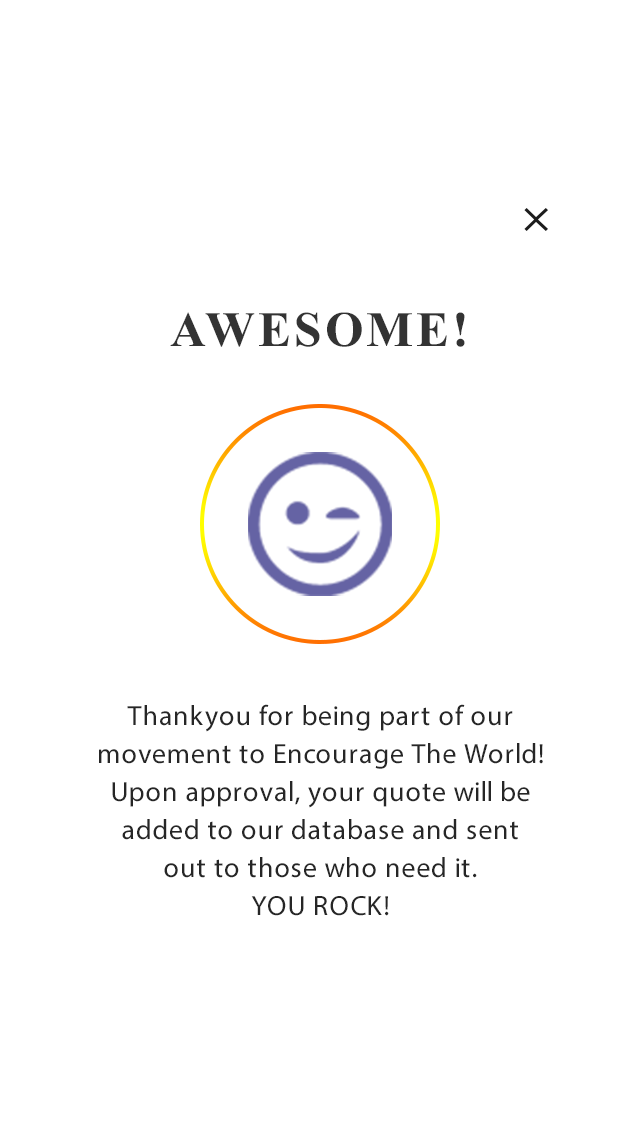 AWESOME!
Thankyou for being part of our
movement to Encourage The World!
Upon approval, your quote will be
added to our database and sent
out to those who need it.
YOU ROCK!